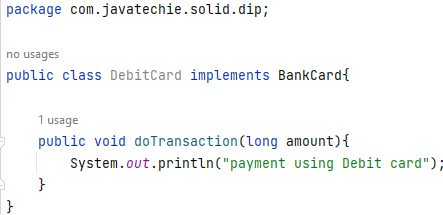 package com.javatechie.solid.dip;
no usages
public class DebitCard implements BankCard{
1 usage
public void doTransaction(long amount){
System.out.println("payment using Debit card");
}
}